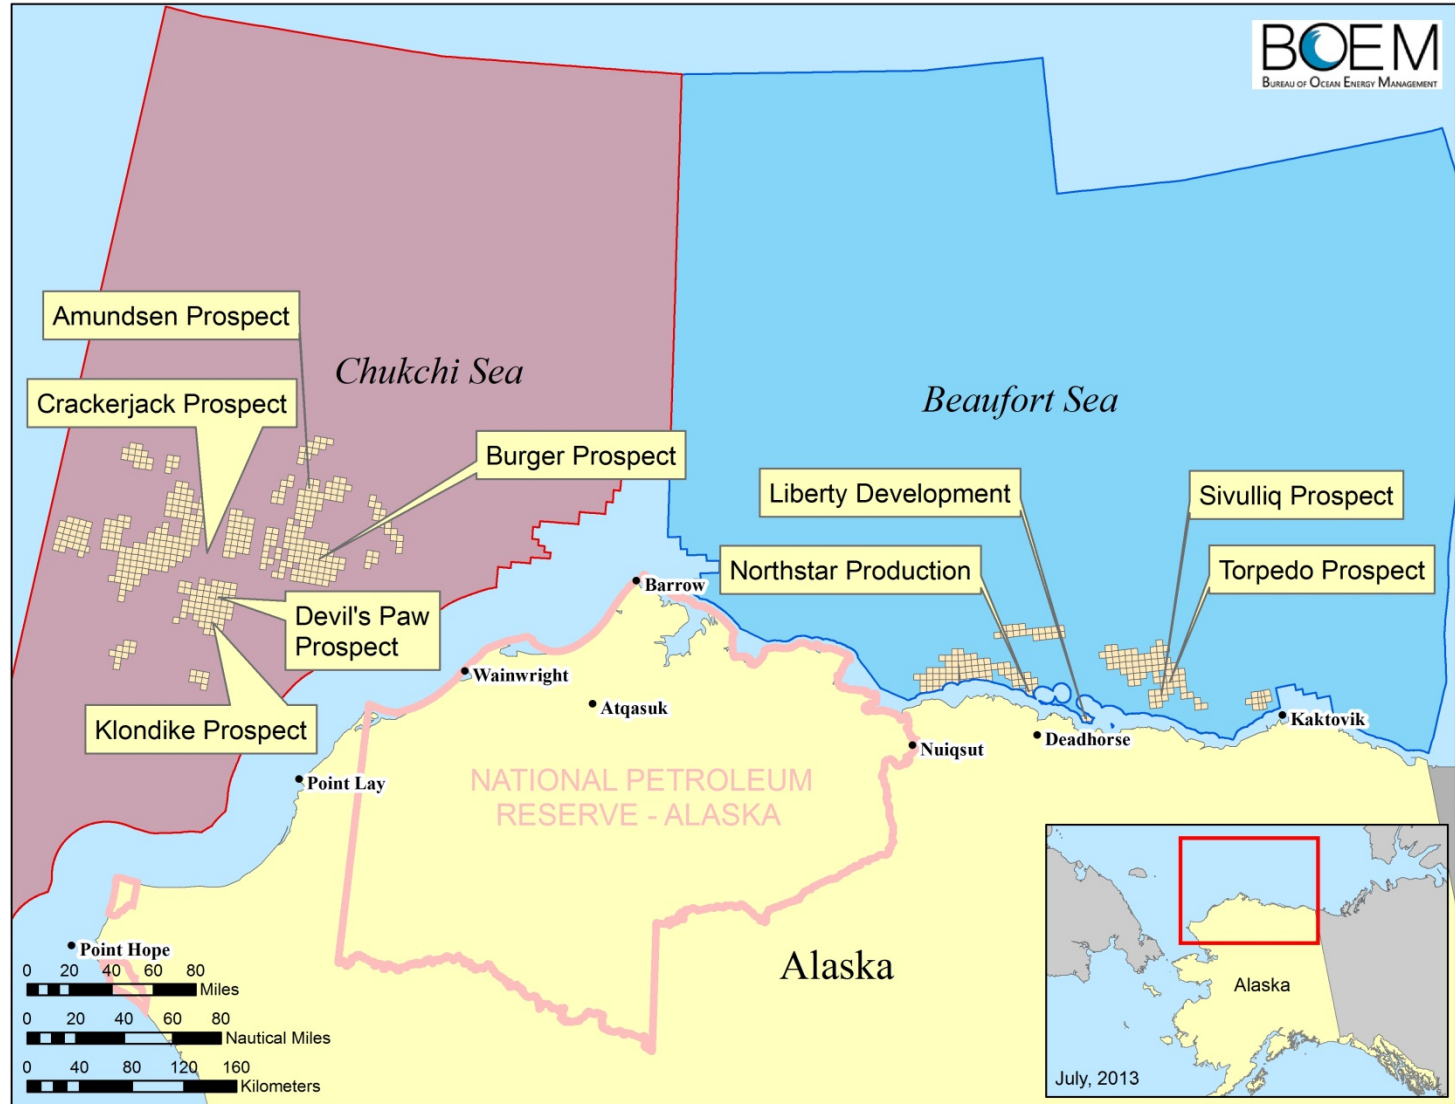 BOEM
BUREAU OF OCEAN ENERGY MANAGEMENT
Amundsen Prospect
Chukchi Sea
Crackerjack Prospect
Beaufort Sea
Burger Prospect
Liberty Development
Sivulliq Prospect
Northstar Production
Torpedo Prospect
Barrow
Devil's Paw
Prospect
Wainwright
Atqasuk
Klondike Prospect
Kaktovik
Deadhorse
Nuiqsut
Point Lay
NATIONAL PETROLEUM
RESERVE - ALASKA
Point Hope
Alaska
0 20 40 60 80
Miles
0 20 40 60 80
Nautical Miles
0 40 80 120 160
Kilometers
Alaska
July, 2013